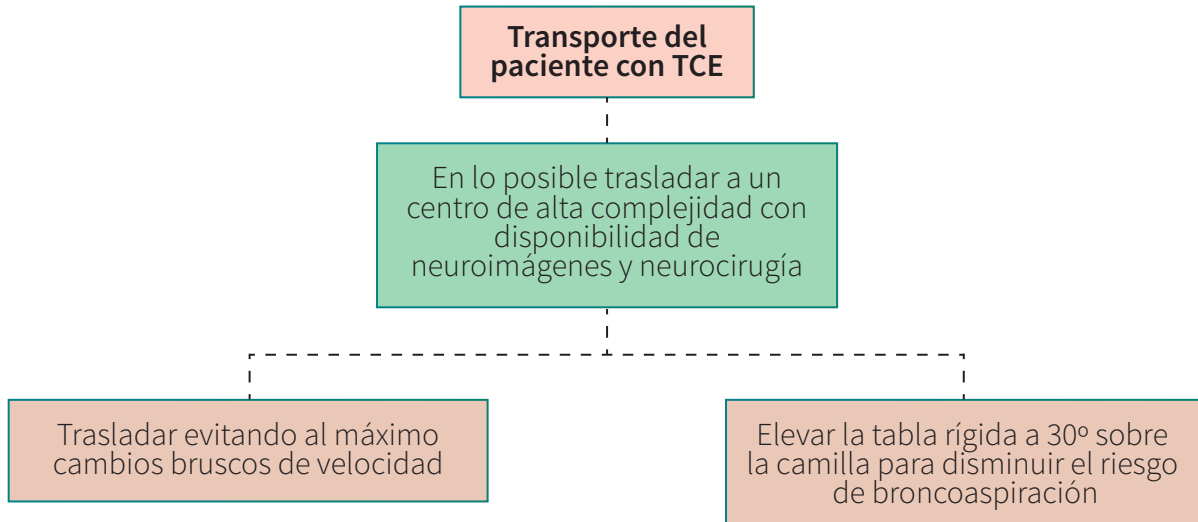 Transporte del
paciente con TCE
En lo posible trasladar a un
centro de alta complejidad con
disponibilidad de
neuroimágenes y neurocirugía
Trasladar evitando al máximo
cambios bruscos de velocidad
Elevar la tabla rígida a 30º sobre
la camilla para disminuir el riesgo
de broncoaspiración